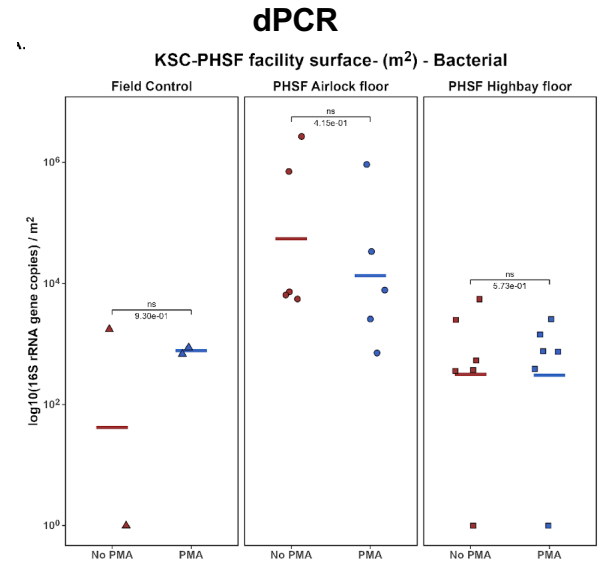 dPCR
A.
KSC-PHSF facility surface- (m²) - Bacterial
Field Control
PHSF Airlock floor
PHSF Highbay floor
log10(16S rRNA gene copies) / m²
10⁶
10⁴
10²
10⁰
ns
9.30e-01
ns
4.15e-01
ns
5.73e-01
No PMA PMA
No PMA PMA
No PMA PMA